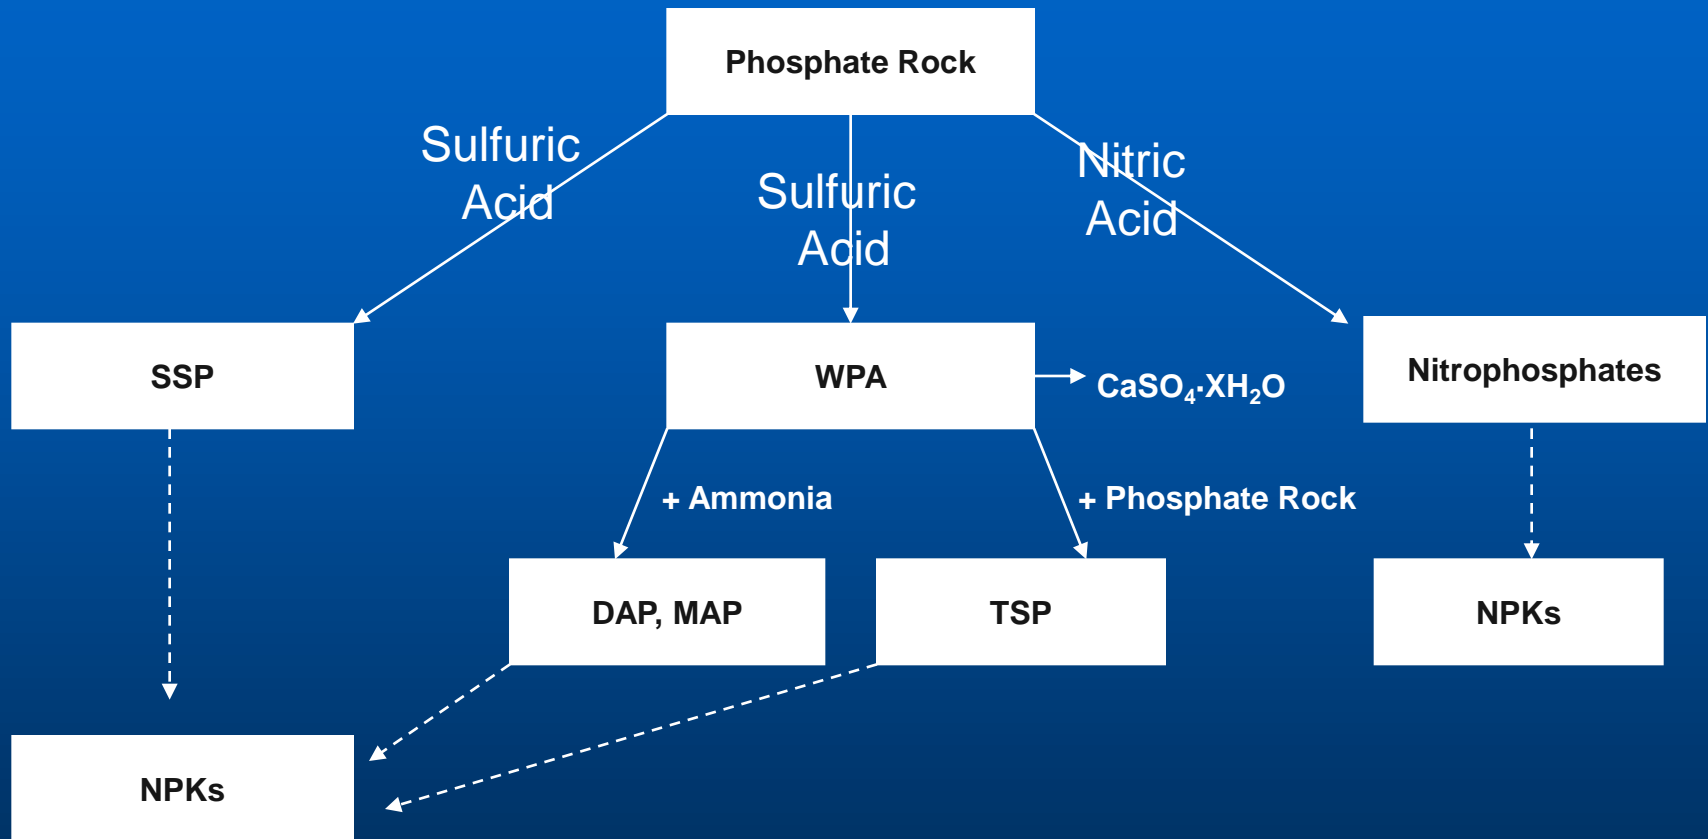 Phosphate Rock
Sulfuric
Acid
Sulfuric
Acid
Nitric
Acid
SSP
WPA
CaSO₄·XH₂O
Nitrophosphates
+ Ammonia
+ Phosphate Rock
DAP, MAP
TSP
NPKs
NPKs